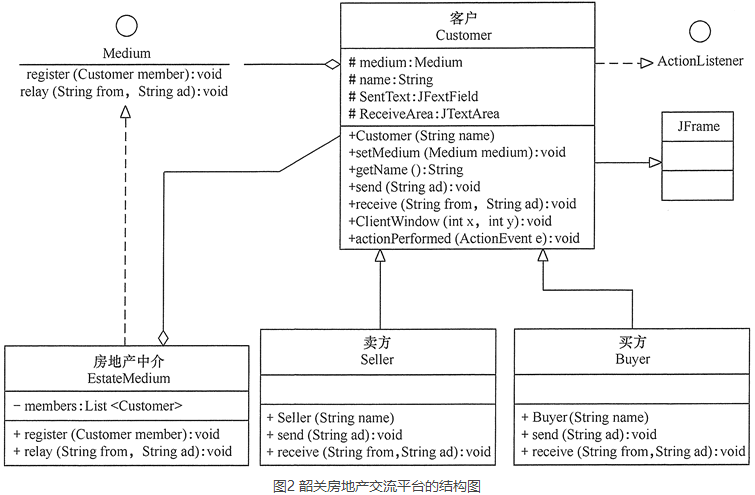 Medium
register (Customer member):void
relay (String from, String ad):void
客户
Customer
# medium:Medium
# name:String
# SentText:JFextField
# ReceiveArea:JTextArea
+Customer (String name)
+setMedium (Medium medium):void
+getName ():String
+send (String ad):void
+receive (String from, String ad):void
+ClientWindow (int x, int y):void
+actionPerformed (ActionEvent e):void
ActionListener
JFrame
房地产中介
EstateMedium
- members:List <Customer>
+ register (Customer member):void
+ relay (String from, String ad):void
卖方
Seller
+ Seller (String name)
+ send (String ad):void
+ receive (String from,String ad):void
买方
Buyer
+ Buyer(String name)
+ send (String ad):void
+ receive (String from,String ad):void
图2 韶关房地产交流平台的结构图